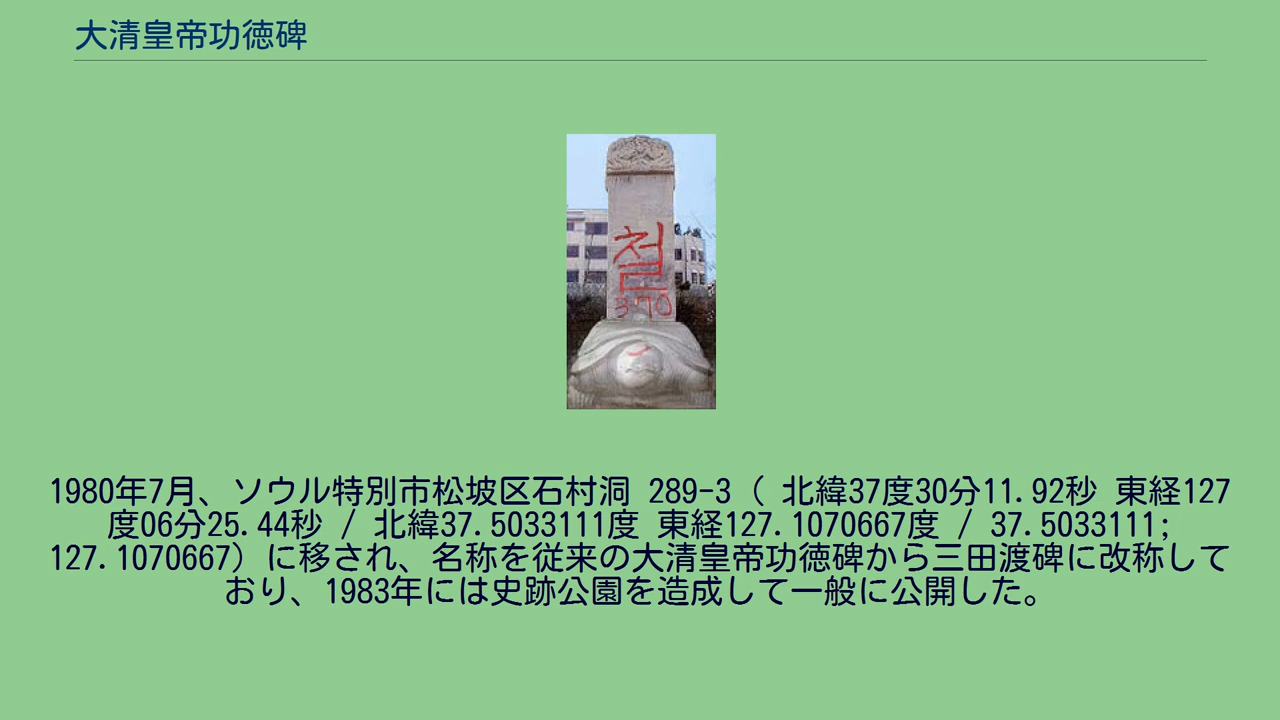 大清皇帝功徳碑
철
370
1980年7月、ソウル特別市松坡区石村洞 289-3（ 北緯37度30分11.92秒 東経127
度06分25.44秒 / 北緯37.5033111度 東経127.1070667度 / 37.5033111;
127.1070667）に移され、名称を従来の大清皇帝功徳碑から三田渡碑に改称して
おり、1983年には史跡公園を造成して一般に公開した。